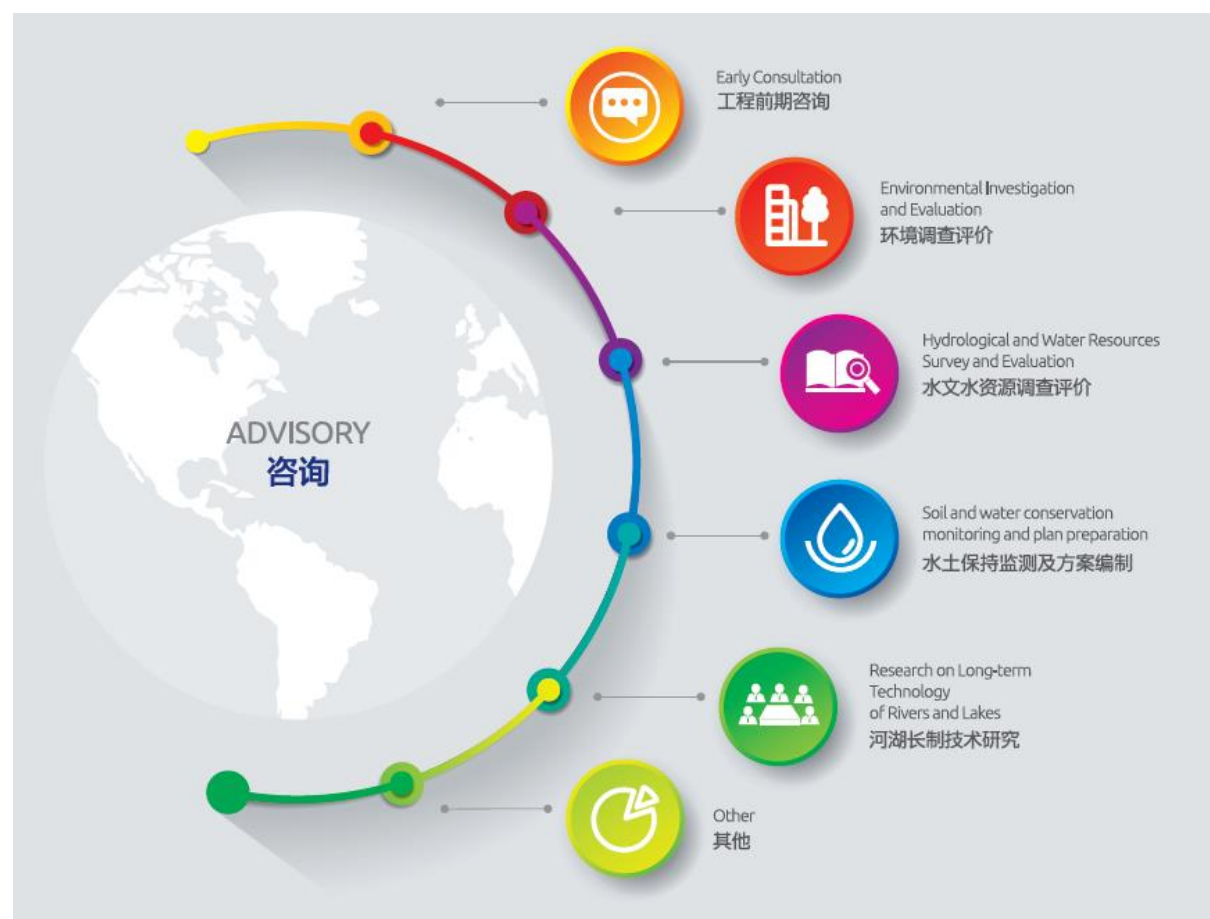 Early Consultation
工程前期咨询
Environmental Investigation
and Evaluation
环境调查评价
Hydrological and Water Resources
Survey and Evaluation
水文水资源调查评价
ADVISORY
咨询
Soil and water conservation
monitoring and plan preparation
水土保持监测及方案编制
Research on Long-term
Technology
of Rivers and Lakes
河湖长制技术研究
Other
其他